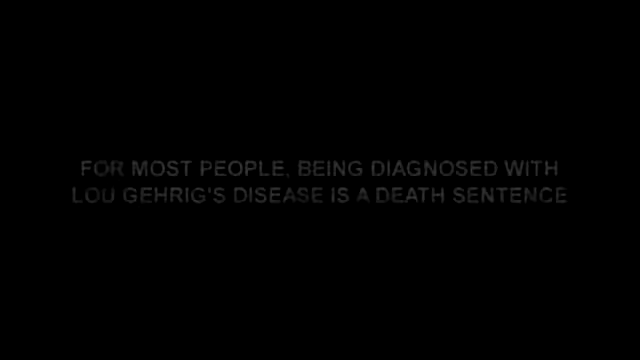 FOR MOST PEOPLE, BEING DIAGNOSED WITH
LOU GEHRIG'S DISEASE IS A DEATH SENTENCE